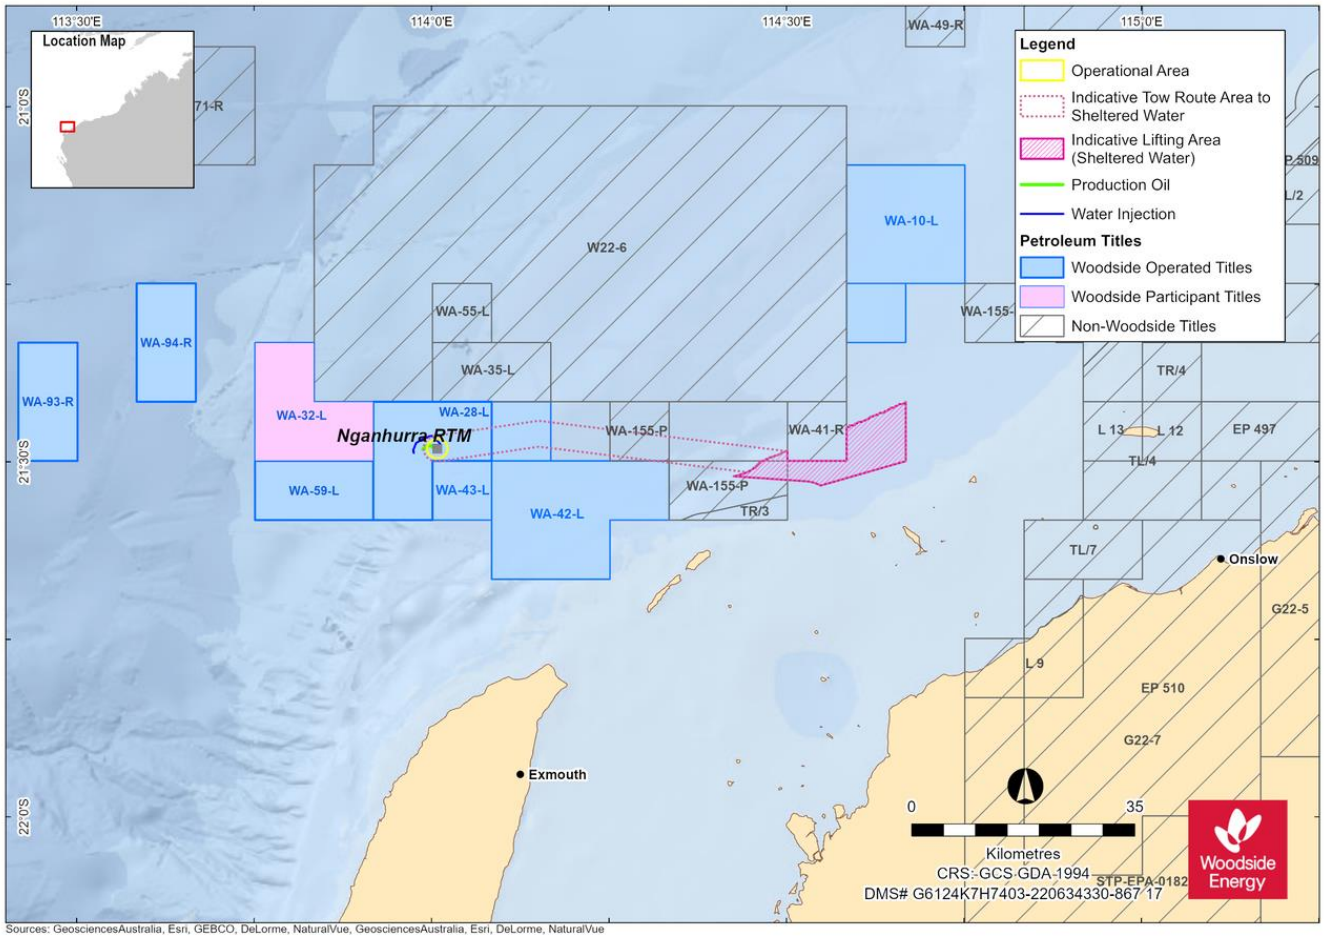 113°30'E
114°0'E
114°30'E
115°0'E
21°0'S
21°30'S
22°0'S
Location Map
71-R
WA-49-R
Legend
Operational Area
Indicative Tow Route Area to
Sheltered Water
Indicative Lifting Area
(Sheltered Water)
Production Oil
Water Injection
Petroleum Titles
Woodside Operated Titles
Woodside Participant Titles
Non-Woodside Titles
P 509
L/2
WA-10-L
W22-6
WA-55-L
WA-155-
WA-94-R
WA-35-L
TR/4
WA-93-R
WA-32-L
WA-28-L
Nganhurra RTM
WA-155-P
WA-41-R
L 13
L 12
EP 497
TL/4
WA-59-L
WA-43-L
WA-155-P
WA-42-L
TR/3
TL/7
Onslow
G22-5
L 9
EP 510
G22-7
Exmouth
0
35
Kilometres
CRS: GCS GDA 1994
STP-EPA-0182
DMS# G6124K7H7403-220634330-867 17
Woodside
Energy
Sources: GeosciencesAustralia, Esri, GEBCO, DeLorme, NaturalVue, GeosciencesAustralia, Esri, DeLorme, NaturalVue